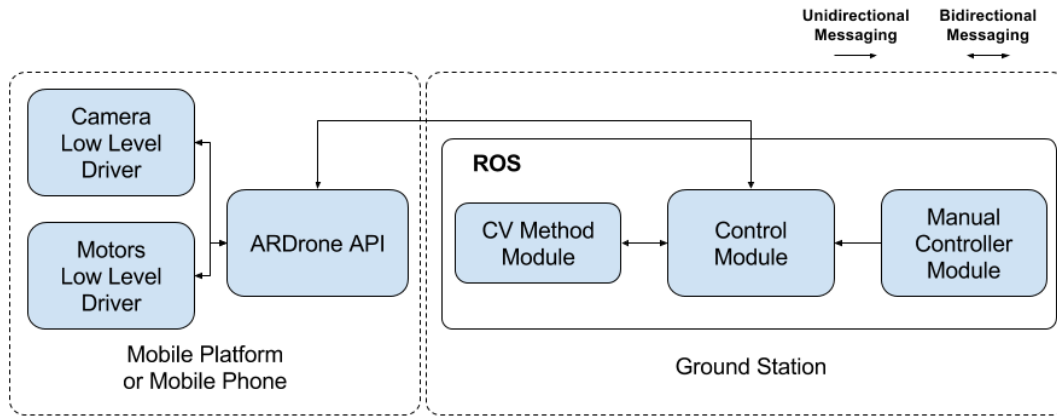 Unidirectional
Messaging
Bidirectional
Messaging
Camera
Low Level
Driver
Motors
Low Level
Driver
ARDrone API
Mobile Platform
or Mobile Phone
ROS
CV Method
Module
Control
Module
Manual
Controller
Module
Ground Station